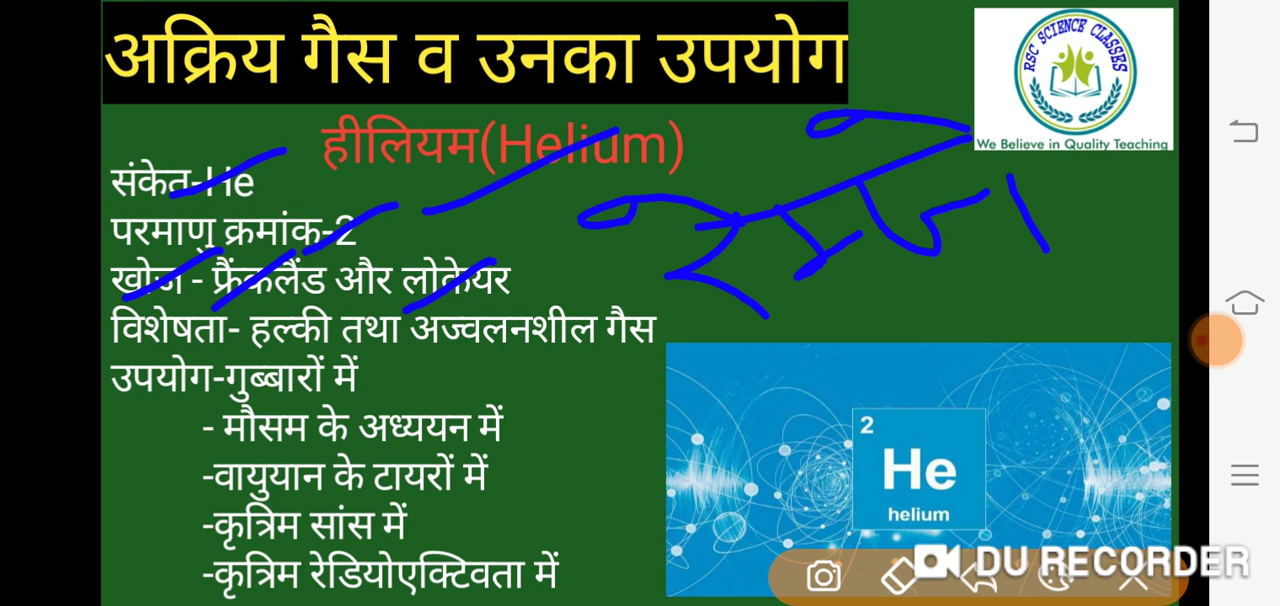 अक्रिय गैस व उनका उपयोग
RSC SCIENCE CLASSES
We Believe in Quality Teaching
हीलियम(Helium)
संकेत-He
परमाणु क्रमांक-2
खोज - फ्रैंकलैंड और लोकेयर
विशेषता- हल्की तथा अज्वलनशील गैस
उपयोग-गुब्बारों में
- मौसम के अध्ययन में
-वायुयान के टायरों में
-कृत्रिम सांस में
-कृत्रिम रेडियोएक्टिवता में
2
He
helium
DU RECORDER